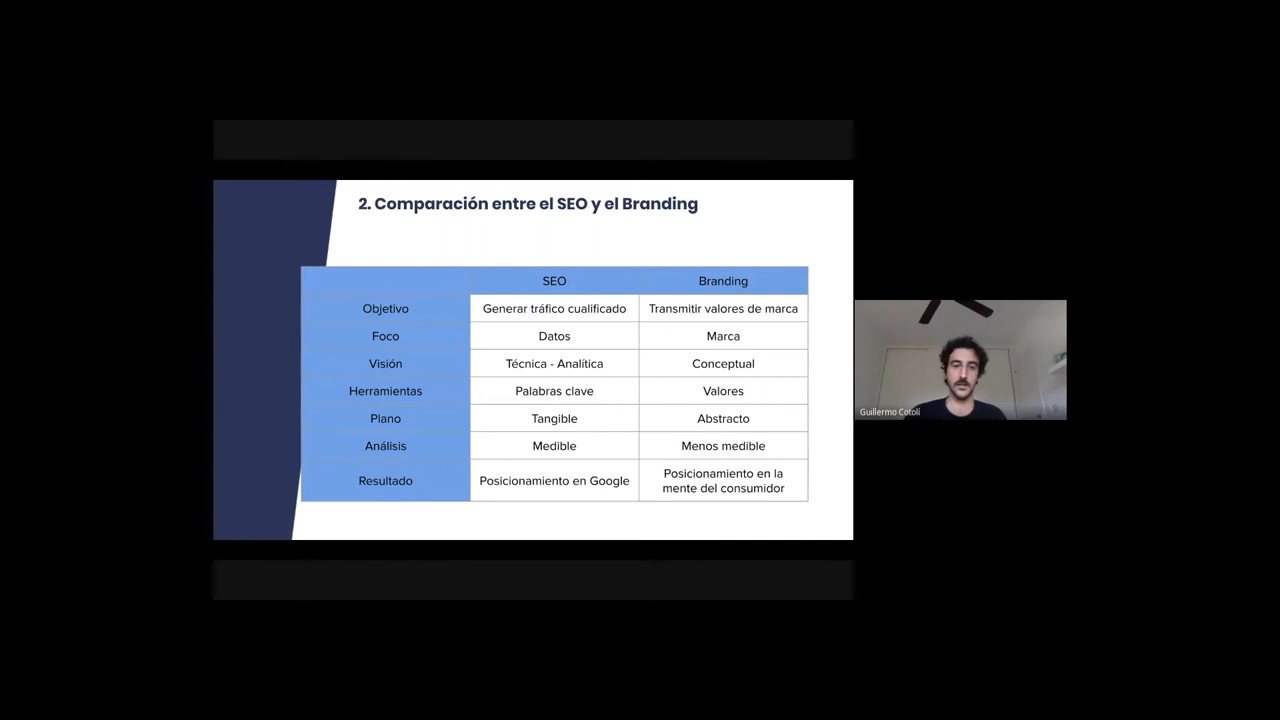 2. Comparación entre el SEO y el Branding
SEO Branding
Objetivo Generar tráfico cualificado Transmitir valores de marca
Foco Datos Marca
Visión Técnica - Analítica Conceptual
Herramientas Palabras clave Valores
Plano Tangible Abstracto
Análisis Medible Menos medible
Resultado Posicionamiento en Google Posicionamiento en la
mente del consumidor
Guillermo Cotolí